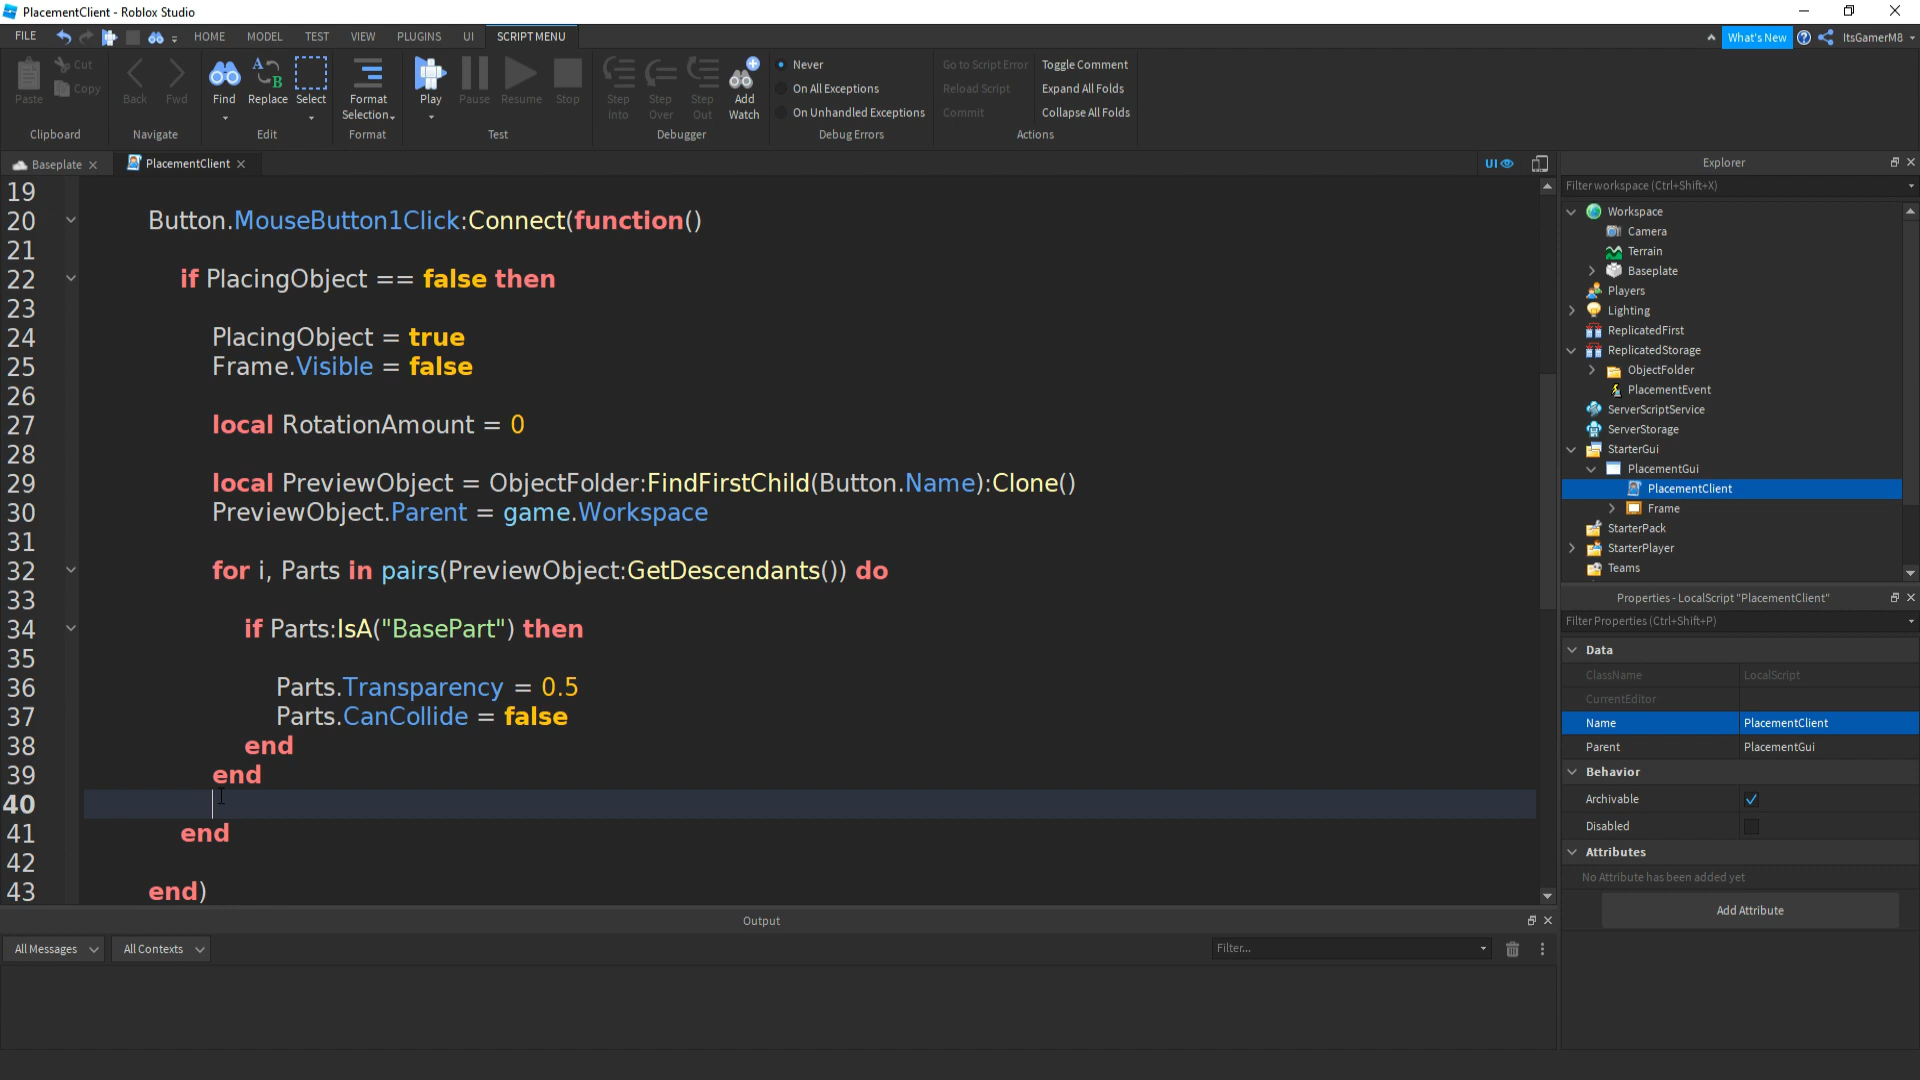 PlacementClient - Roblox Studio
FILE HOME MODEL TEST VIEW PLUGINS UI SCRIPT MENU What's New ItsGamerM8
Paste Cut Copy Back Fwd Find Replace Select Format Selection Play Pause Resume Stop Step Into Step Over Step Out Add Watch
Never
On All Exceptions
On Unhandled Exceptions
Go to Script Error
Reload Script
Commit
Toggle Comment
Expand All Folds
Collapse All Folds
Clipboard Navigate Edit Format Test Debugger Debug Errors Actions
Baseplate PlacementClient UI
19
20 Button.MouseButton1Click:Connect(function()
21
22 if PlacingObject == false then
23
24 PlacingObject = true
25 Frame.Visible = false
26
27 local RotationAmount = 0
28
29 local PreviewObject = ObjectFolder:FindFirstChild(Button.Name):Clone()
30 PreviewObject.Parent = game.Workspace
31
32 for i, Parts in pairs(PreviewObject:GetDescendants()) do
33
34 if Parts:IsA("BasePart") then
35
36 Parts.Transparency = 0.5
37 Parts.CanCollide = false
38 end
39 end
40
41 end
42
43 end)
Output
All Messages All Contexts Filter...
Explorer
Filter workspace (Ctrl+Shift+X)
Workspace
Camera
Terrain
Baseplate
Players
Lighting
ReplicatedFirst
ReplicatedStorage
ObjectFolder
PlacementEvent
ServerScriptService
ServerStorage
StarterGui
PlacementGui
PlacementClient
Frame
StarterPack
StarterPlayer
Teams
Properties - LocalScript "PlacementClient"
Filter Properties (Ctrl+Shift+P)
Data
ClassName LocalScript
CurrentEditor
Name PlacementClient
Parent PlacementGui
Behavior
Archivable
Disabled
Attributes
No Attribute has been added yet
Add Attribute